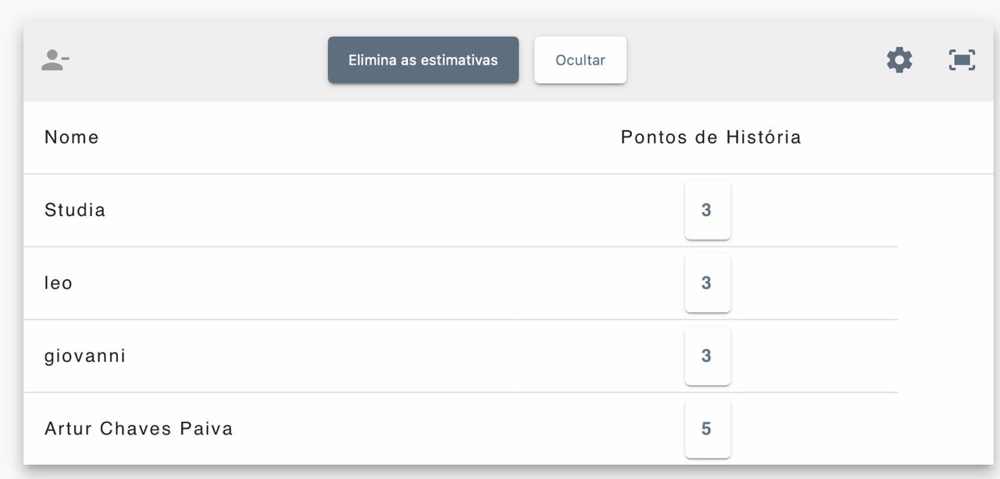 Elimina as estimativas Ocultar
Nome Pontos de História
Studia 3
leo 3
giovanni 3
Artur Chaves Paiva 5